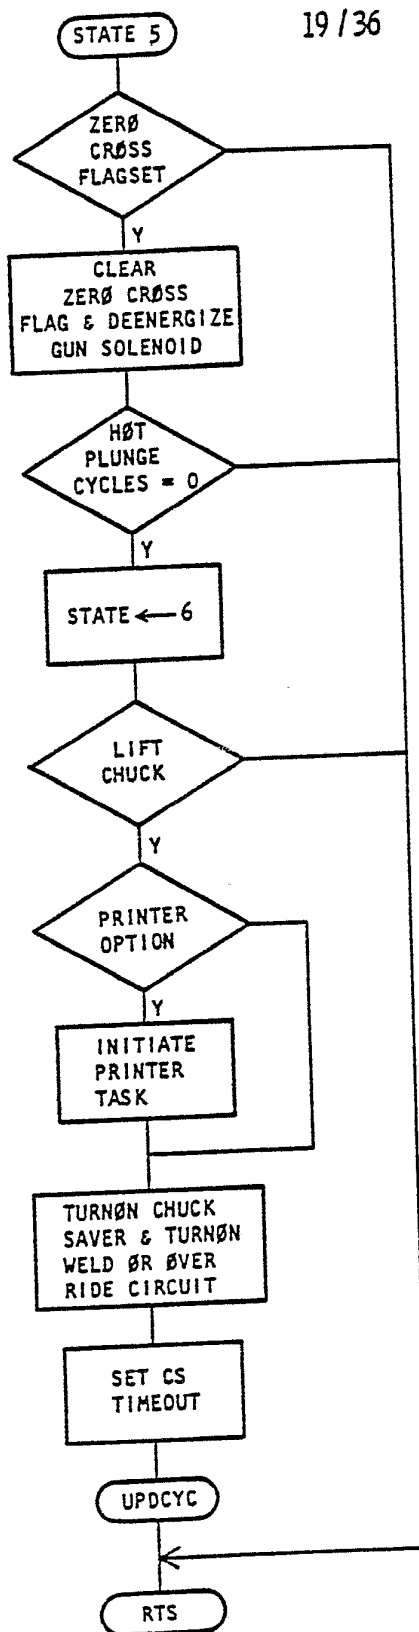 19/36
STATE 5
ZERØ
CRØSS
FLAGSET
Y
CLEAR
ZERØ CRØSS
FLAG & DEENERGIZE
GUN SOLENOID
HØT
PLUNGE
CYCLES = 0
Y
STATE ← 6
LIFT
CHUCK
Y
PRINTER
OPTION
Y
INITIATE
PRINTER
TASK
TURNØN CHUCK
SAVER & TURNØN
WELD ØR ØVER
RIDE CIRCUIT
SET CS
TIMEOUT
UPDCYC
RTS